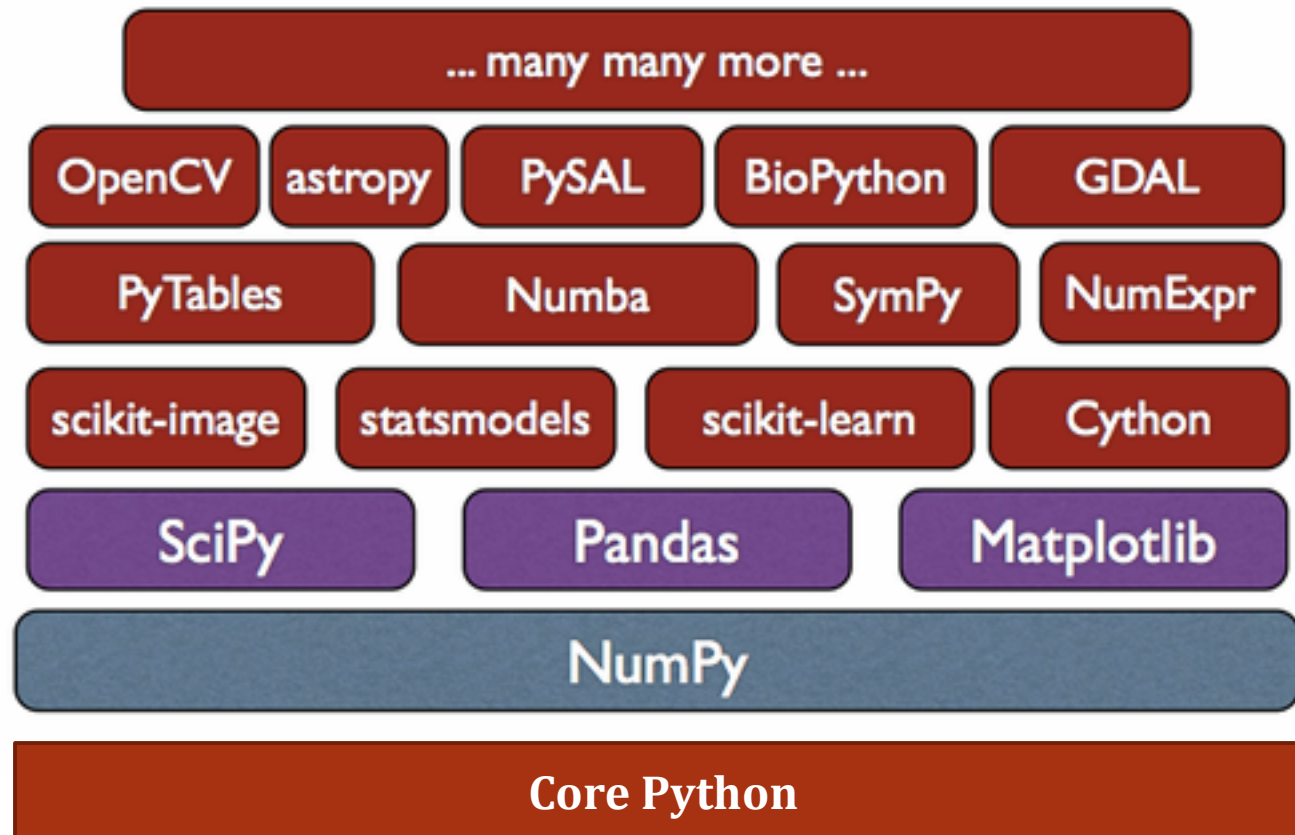 ... many many more ...
OpenCV astropy PySAL BioPython GDAL
PyTables Numba SymPy NumExpr
scikit-image statsmodels scikit-learn Cython
SciPy Pandas Matplotlib
NumPy
Core Python